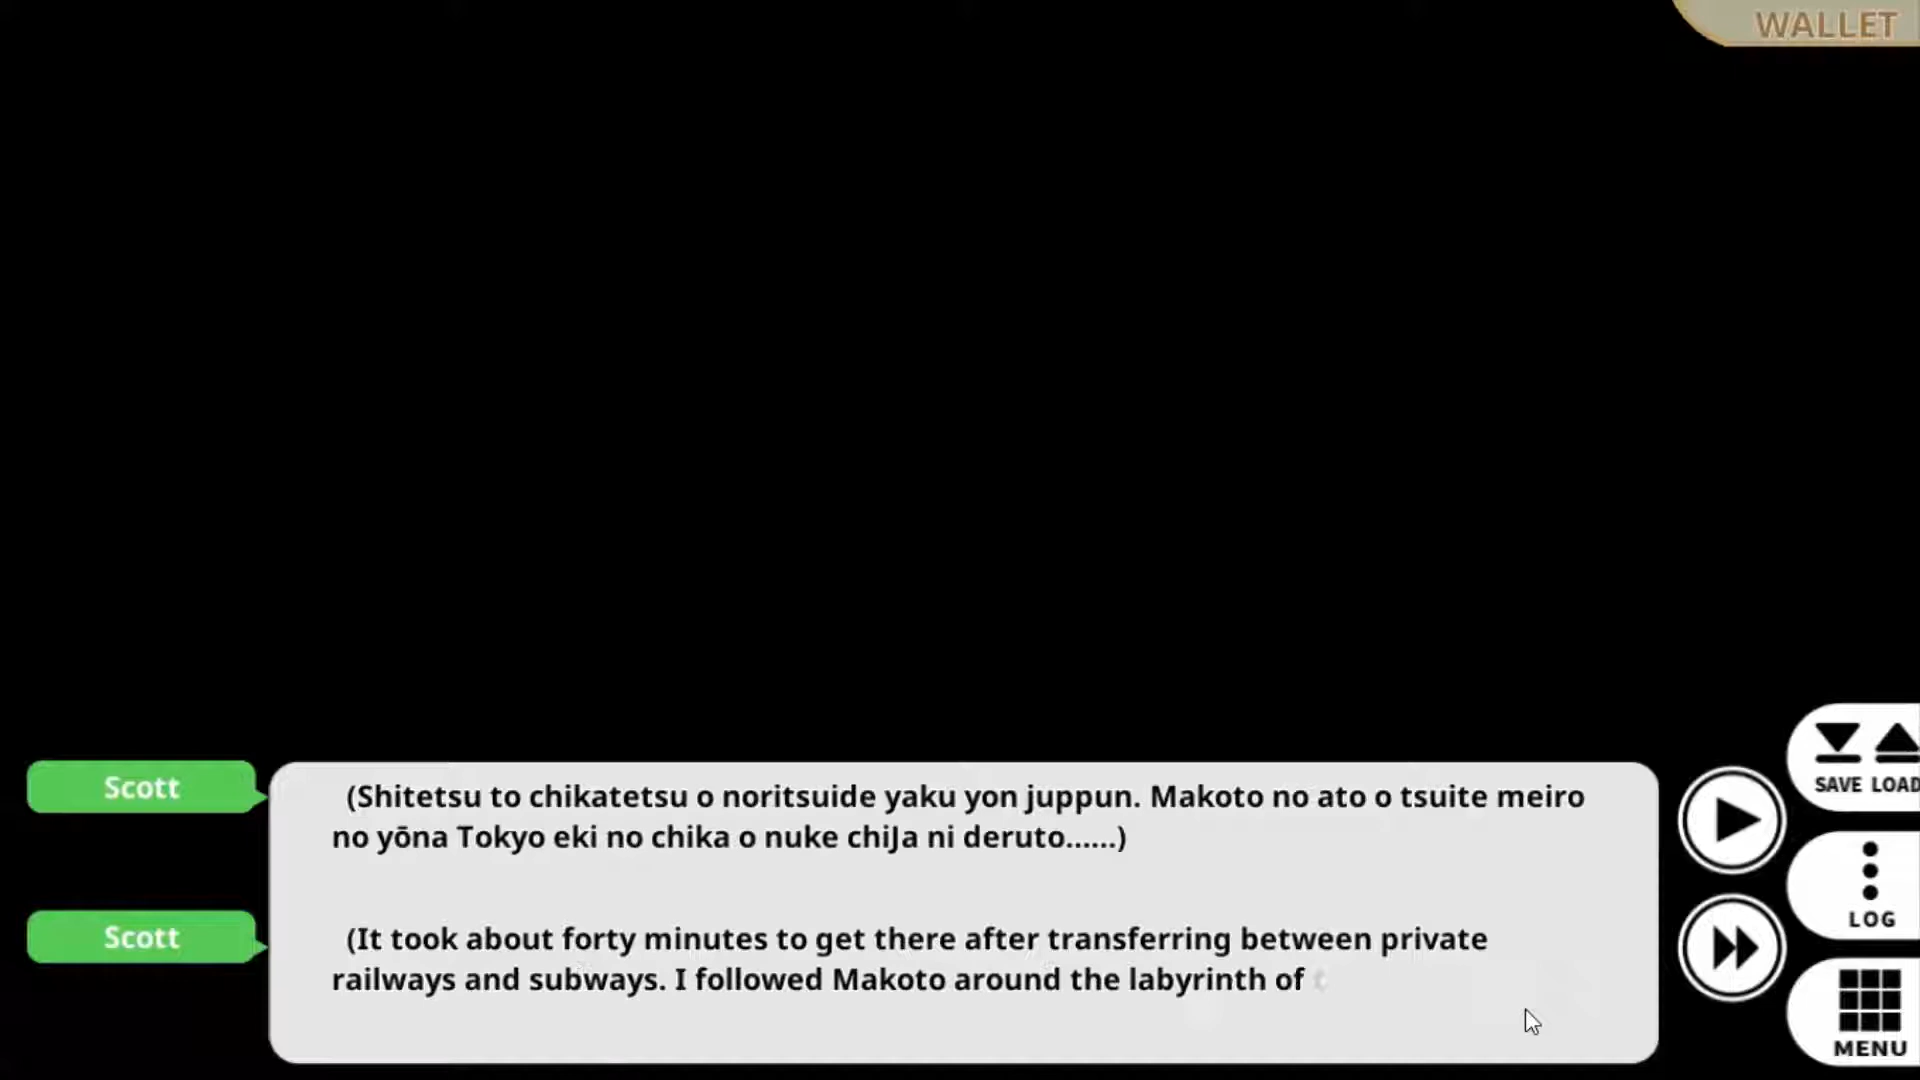 WALLET
Scott
(Shitetsu to chikatetsu o noritsuide yaku yon juppun. Makoto no ato o tsuite meiro
no yōna Tokyo eki no chika o nuke chiJa ni deruto......)
Scott
(It took about forty minutes to get there after transferring between private
railways and subways. I followed Makoto around the labyrinth of
SAVE LOAD
LOG
MENU